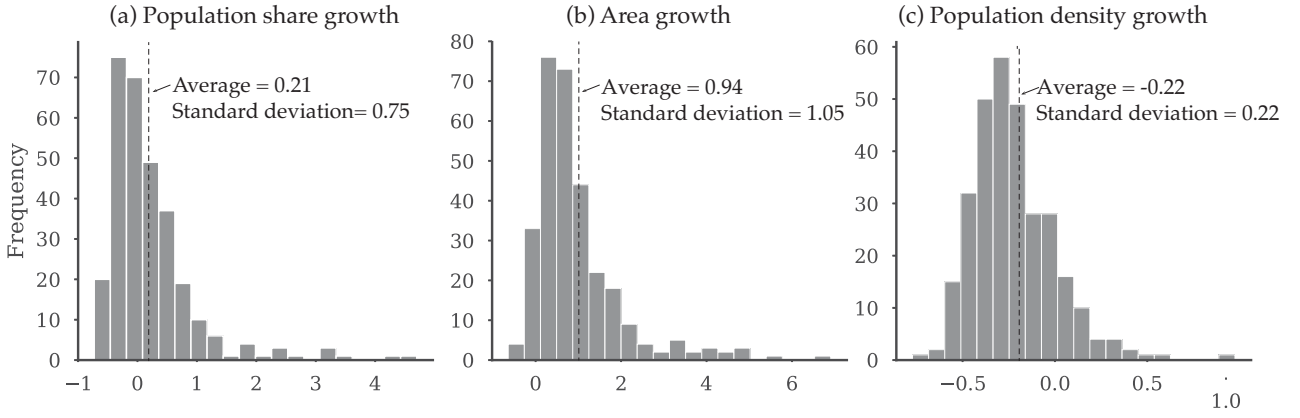 (a) Population share growth
Frequency
70
60
50
40
30
20
10
0
−1 0 1 2 3 4
Average = 0.21
Standard deviation= 0.75
(b) Area growth
80
70
60
50
40
30
20
10
0
0 2 4 6
Average = 0.94
Standard deviation = 1.05
(c) Population density growth
60
50
40
30
20
10
0
−0.5 0.0 0.5
1.0
Average = -0.22
Standard deviation = 0.22